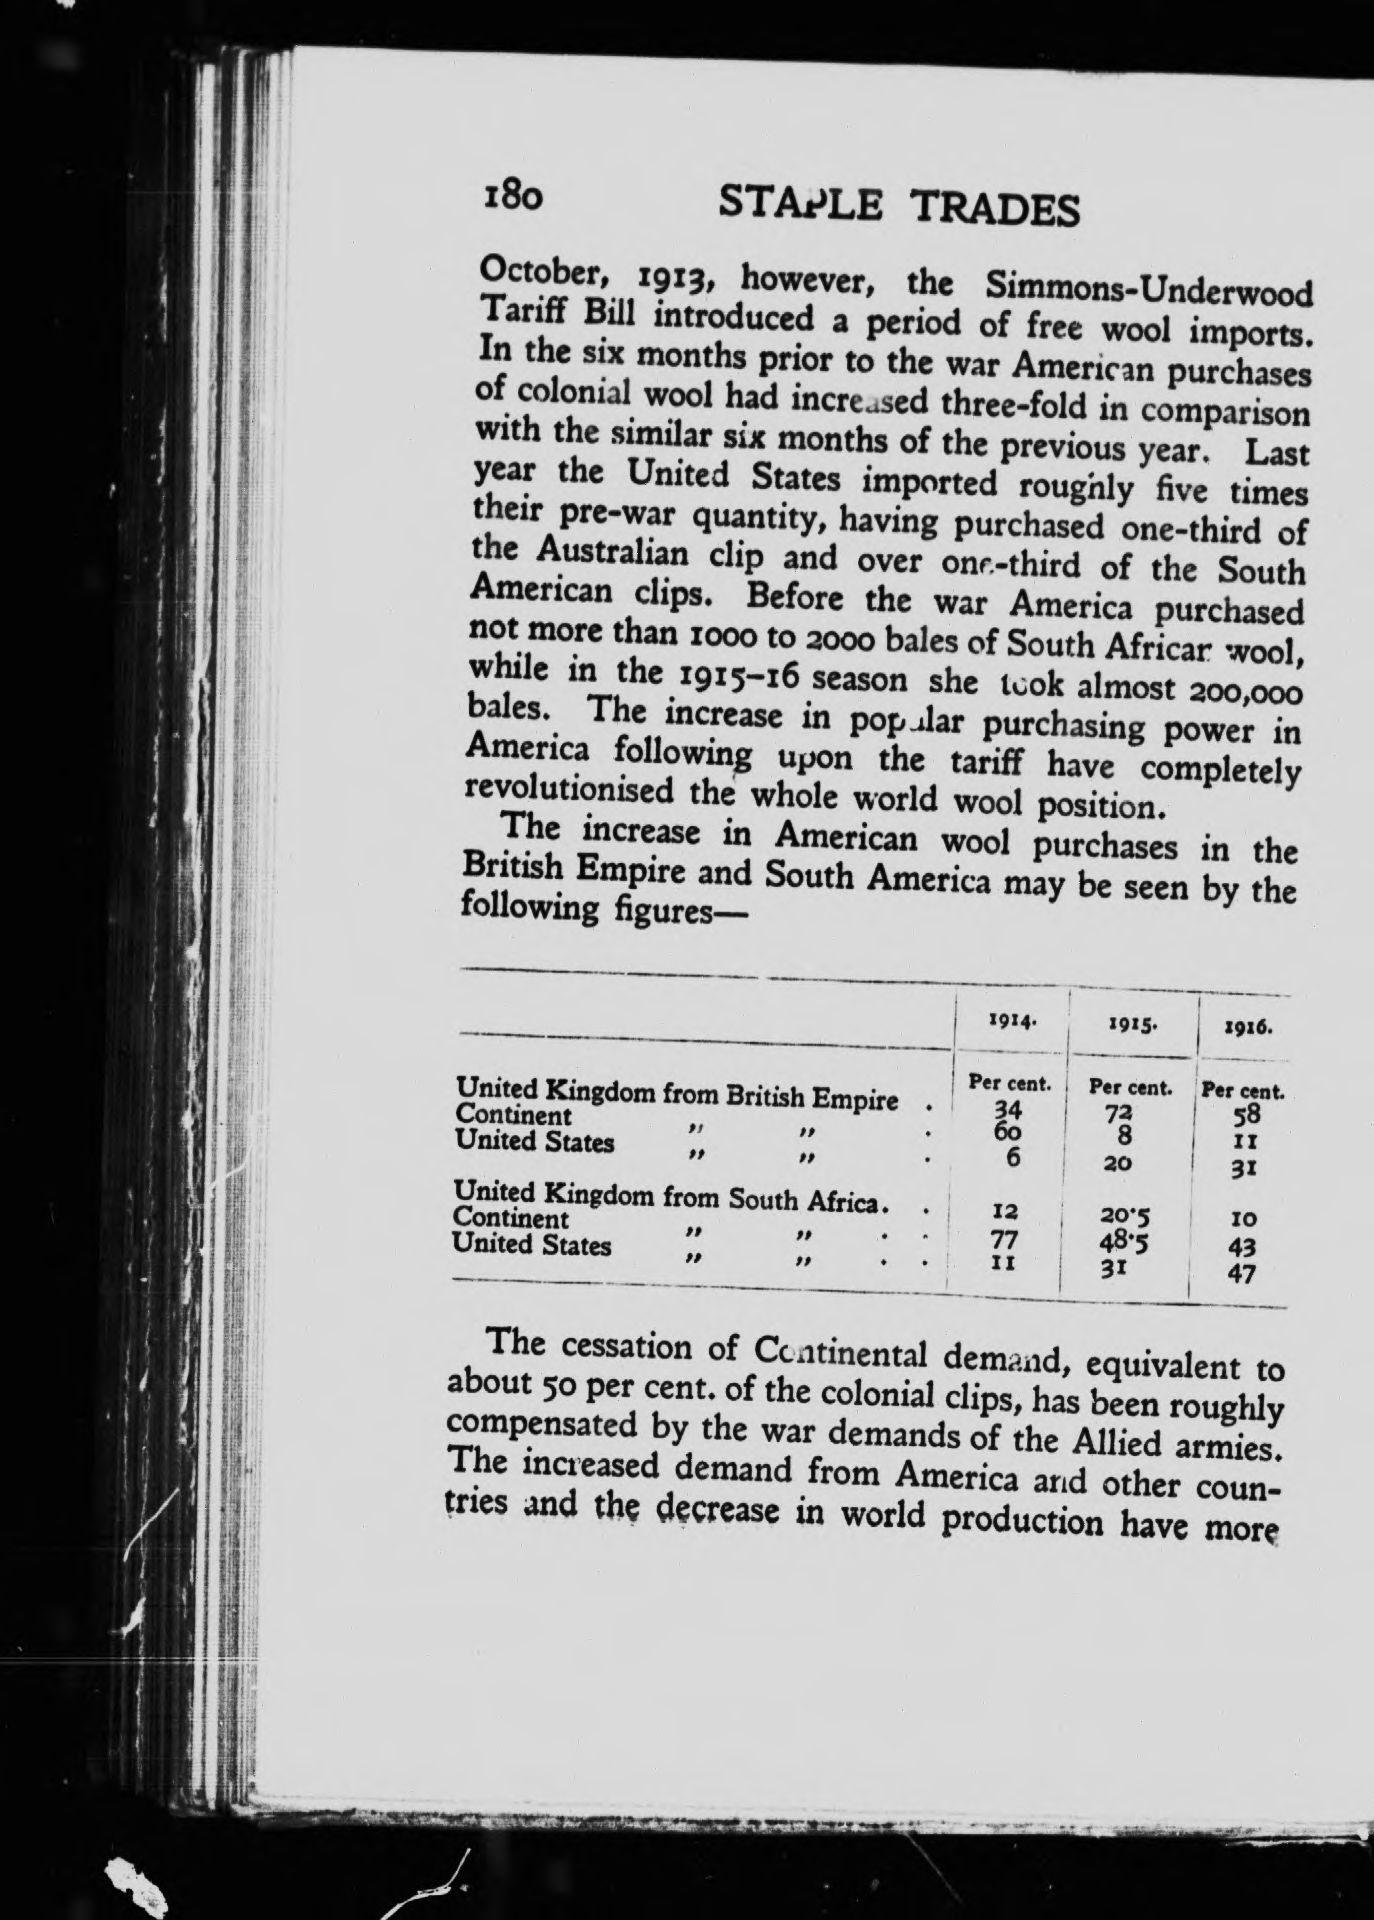 180 STAPLE TRADES
October, 1913, however, the Simmons-Underwood
Tariff Bill introduced a period of free wool imports.
In the six months prior to the war American purchases
of colonial wool had increased three-fold in comparison
with the similar six months of the previous year. Last
year the United States imported roughly five times
their pre-war quantity, having purchased one-third of
the Australian clip and over one-third of the South
American clips. Before the war America purchased
not more than 1000 to 2000 bales of South African wool,
while in the 1915-16 season she took almost 200,000
bales. The increase in popular purchasing power in
America following upon the tariff have completely
revolutionised the whole world wool position.
The increase in American wool purchases in the
British Empire and South America may be seen by the
following figures—
1914. 1915. 1916.
Per cent. Per cent. Per cent.
United Kingdom from British Empire . 34 72 58
Continent ,, ,, . 60 8 11
United States ,, ,, . 6 20 31
United Kingdom from South Africa. . 12 20·5 10
Continent ,, ,, . . 77 48·5 43
United States ,, ,, . . 11 31 47
The cessation of Continental demand, equivalent to
about 50 per cent. of the colonial clips, has been roughly
compensated by the war demands of the Allied armies.
The increased demand from America and other coun-
tries and the decrease in world production have more